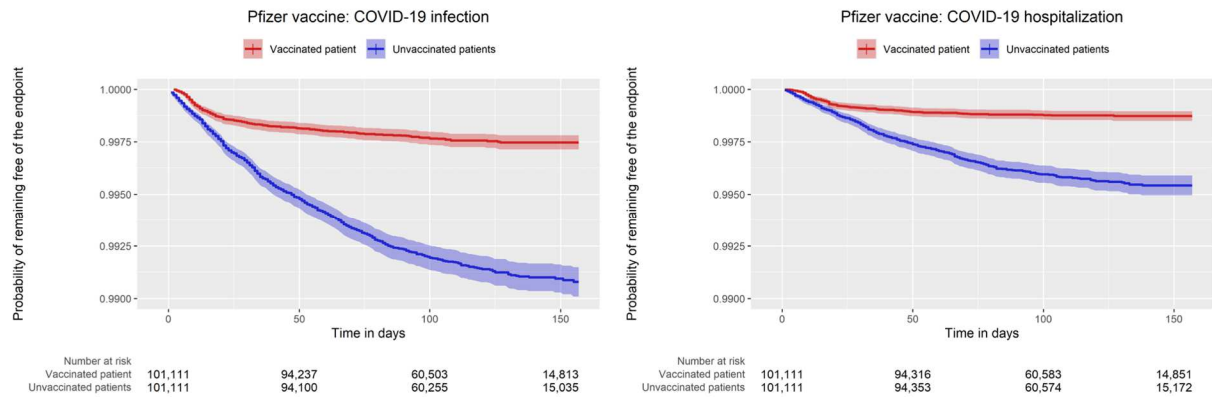 Pfizer vaccine: COVID-19 infection
Vaccinated patient Unvaccinated patients
Probability of remaining free of the endpoint
1.0000
0.9975
0.9950
0.9925
0.9900
0 50 100 150
Time in days
Number at risk
Vaccinated patient 101,111 94,237 60,503 14,813
Unvaccinated patients 101,111 94,100 60,255 15,035
Pfizer vaccine: COVID-19 hospitalization
Vaccinated patient Unvaccinated patients
Probability of remaining free of the endpoint
1.0000
0.9975
0.9950
0.9925
0.9900
0 50 100 150
Time in days
Number at risk
Vaccinated patient 101,111 94,316 60,583 14,851
Unvaccinated patients 101,111 94,353 60,574 15,172